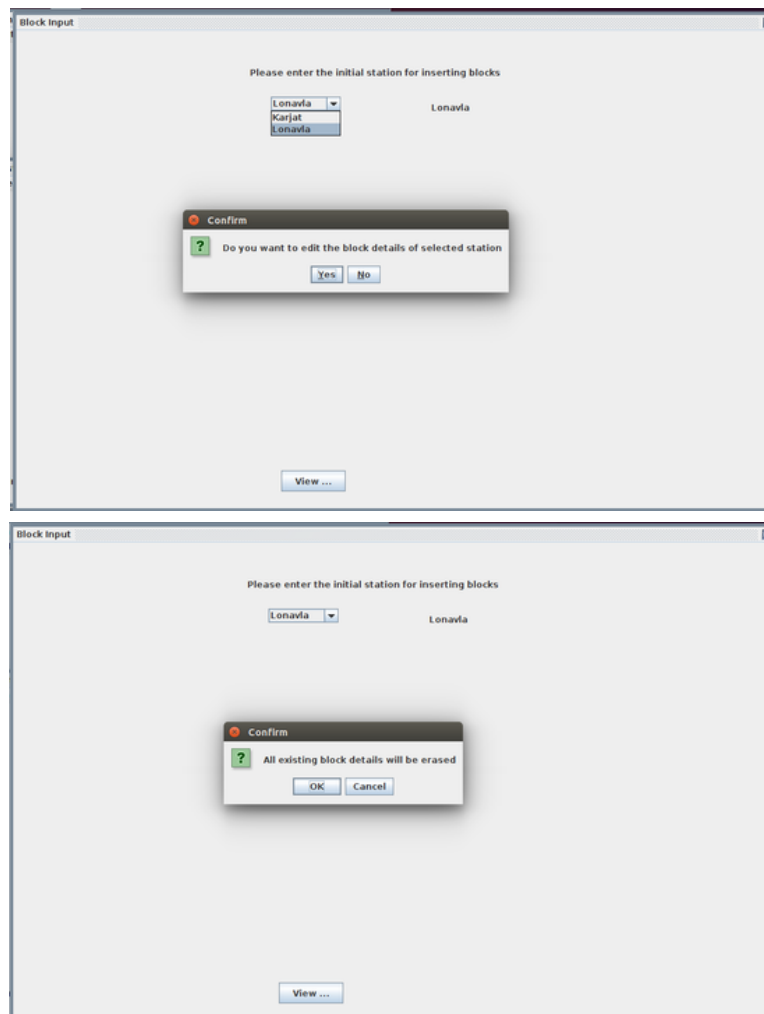 Block Input
Please enter the initial station for inserting blocks
Lonavla Lonavla
Karjat
Lonavla
Confirm
? Do you want to edit the block details of selected station
Yes No
View ...
Block Input
Please enter the initial station for inserting blocks
Lonavla Lonavla
Confirm
? All existing block details will be erased
OK Cancel
View ...